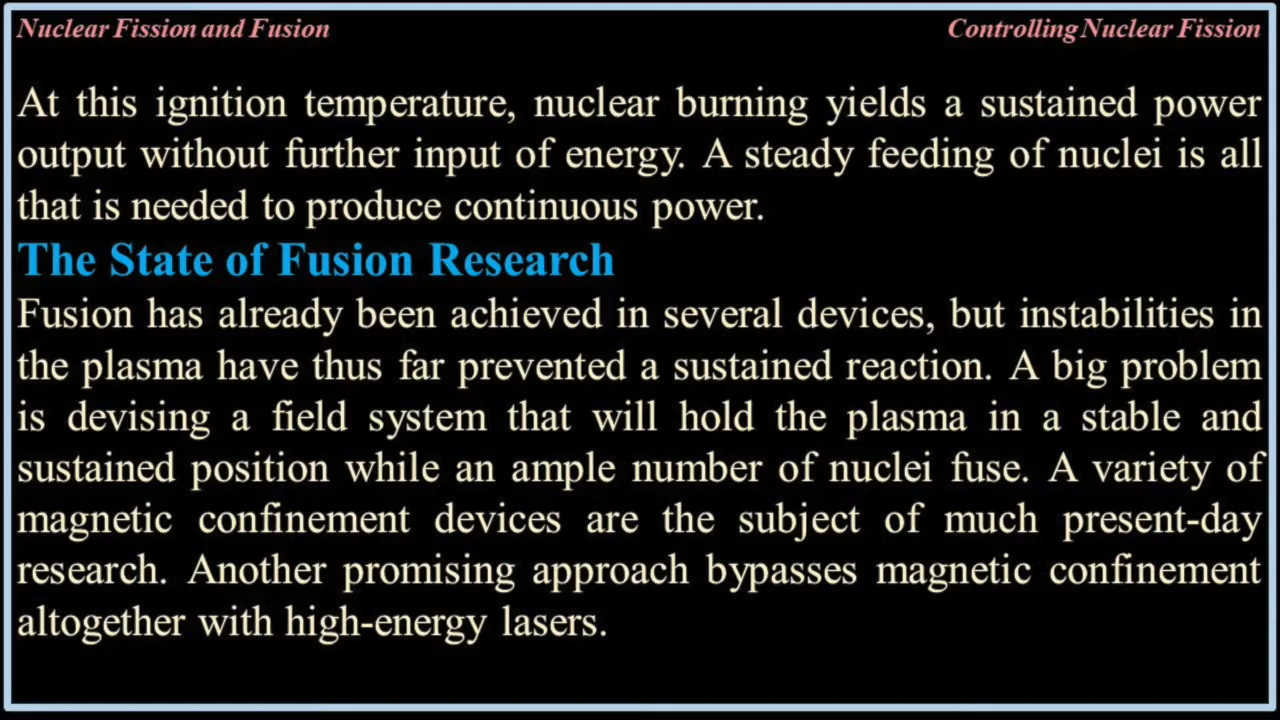 Nuclear Fission and Fusion
Controlling Nuclear Fission
At this ignition temperature, nuclear burning yields a sustained power
output without further input of energy. A steady feeding of nuclei is all
that is needed to produce continuous power.
The State of Fusion Research
Fusion has already been achieved in several devices, but instabilities in
the plasma have thus far prevented a sustained reaction. A big problem
is devising a field system that will hold the plasma in a stable and
sustained position while an ample number of nuclei fuse. A variety of
magnetic confinement devices are the subject of much present-day
research. Another promising approach bypasses magnetic confinement
altogether with high-energy lasers.